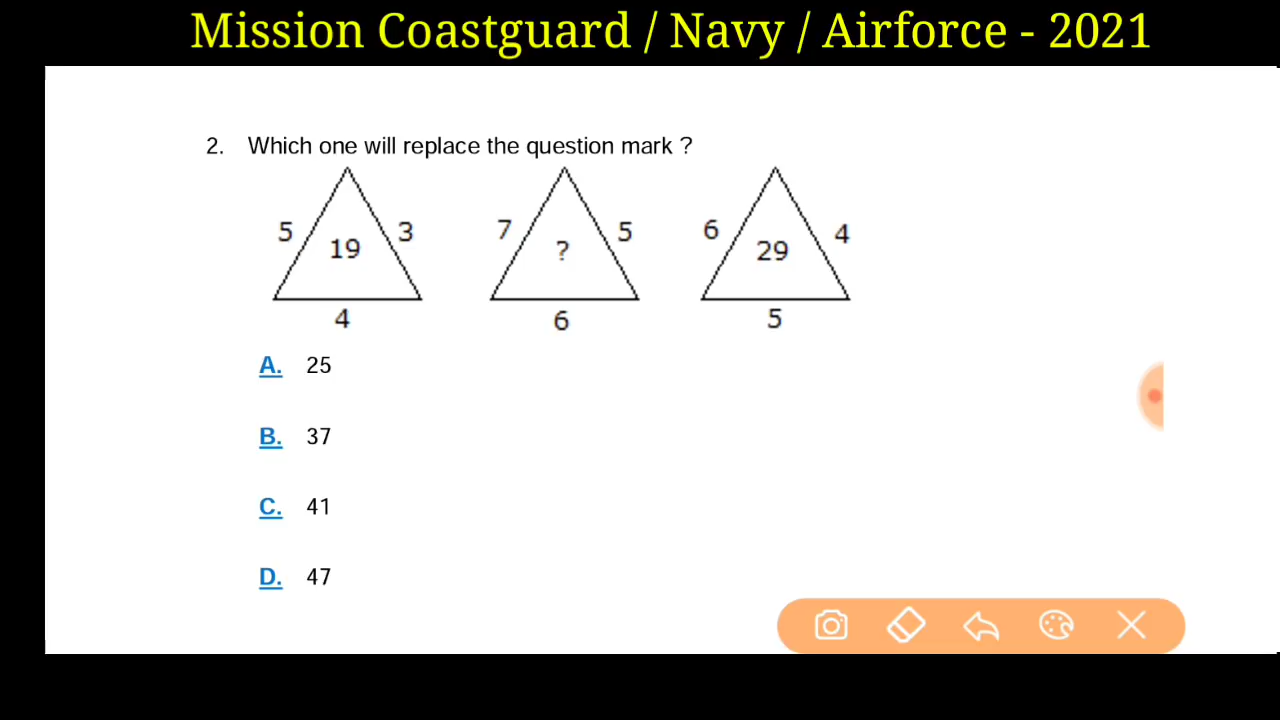 Mission Coastguard / Navy / Airforce - 2021
2. Which one will replace the question mark ?
5 19 3 7 ? 5 6 29 4
4 6 5
A. 25
B. 37
C. 41
D. 47